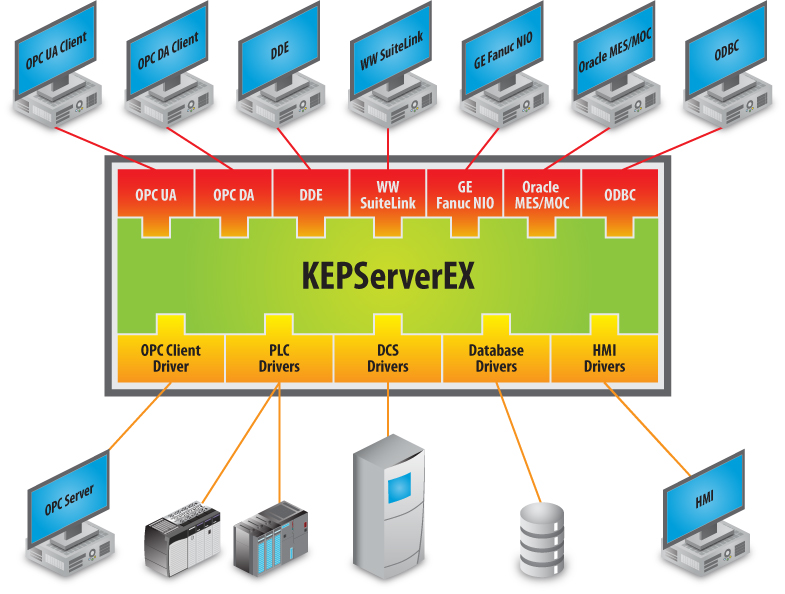 OPC UA Client
OPC DA Client
DDE
WW SuiteLink
GE Fanuc NIO
Oracle MES/MOC
ODBC
OPC UA
OPC DA
DDE
WW
SuiteLink
GE
Fanuc NIO
Oracle
MES/MOC
ODBC
KEPServerEX
OPC Client
Driver
PLC
Drivers
DCS
Drivers
Database
Drivers
HMI
Drivers
OPC Server
HMI